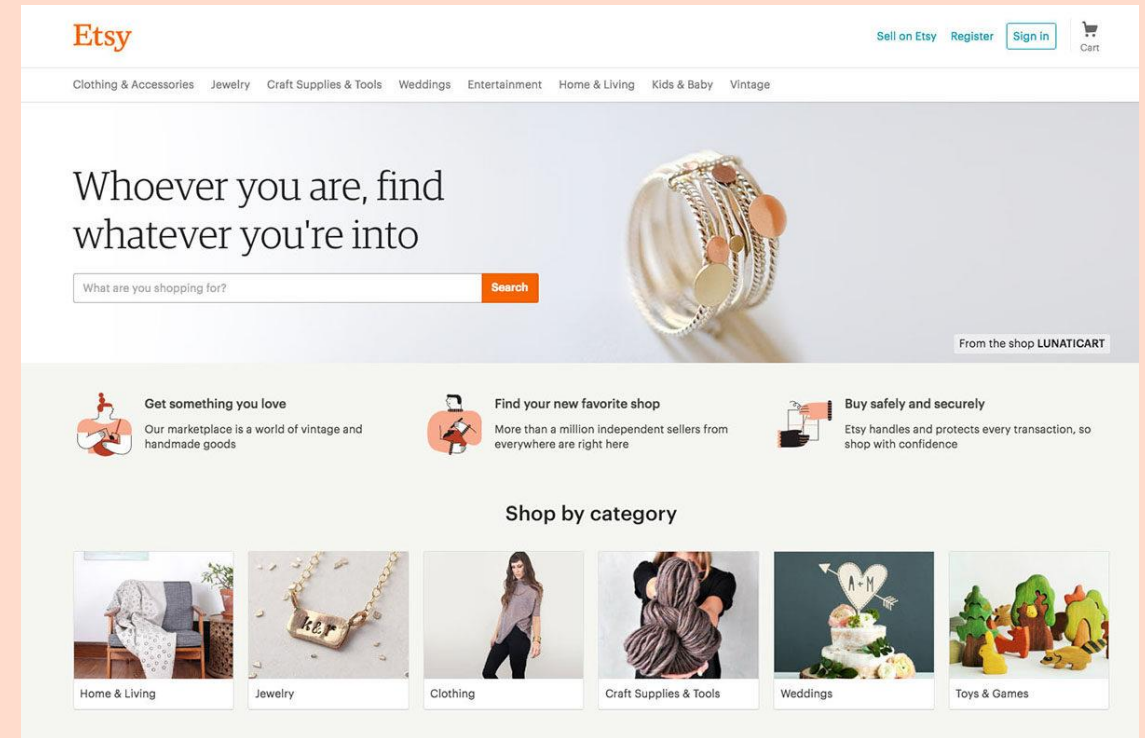 Etsy
Sell on Etsy Register Sign in
Cart
Clothing & Accessories Jewelry Craft Supplies & Tools Weddings Entertainment Home & Living Kids & Baby Vintage
Whoever you are, find
whatever you're into
What are you shopping for? Search
From the shop LUNATICART
Get something you love
Our marketplace is a world of vintage and
handmade goods
Find your new favorite shop
More than a million independent sellers from
everywhere are right here
Buy safely and securely
Etsy handles and protects every transaction, so
shop with confidence
Shop by category
k&r
A+M
Home & Living
Jewelry
Clothing
Craft Supplies & Tools
Weddings
Toys & Games